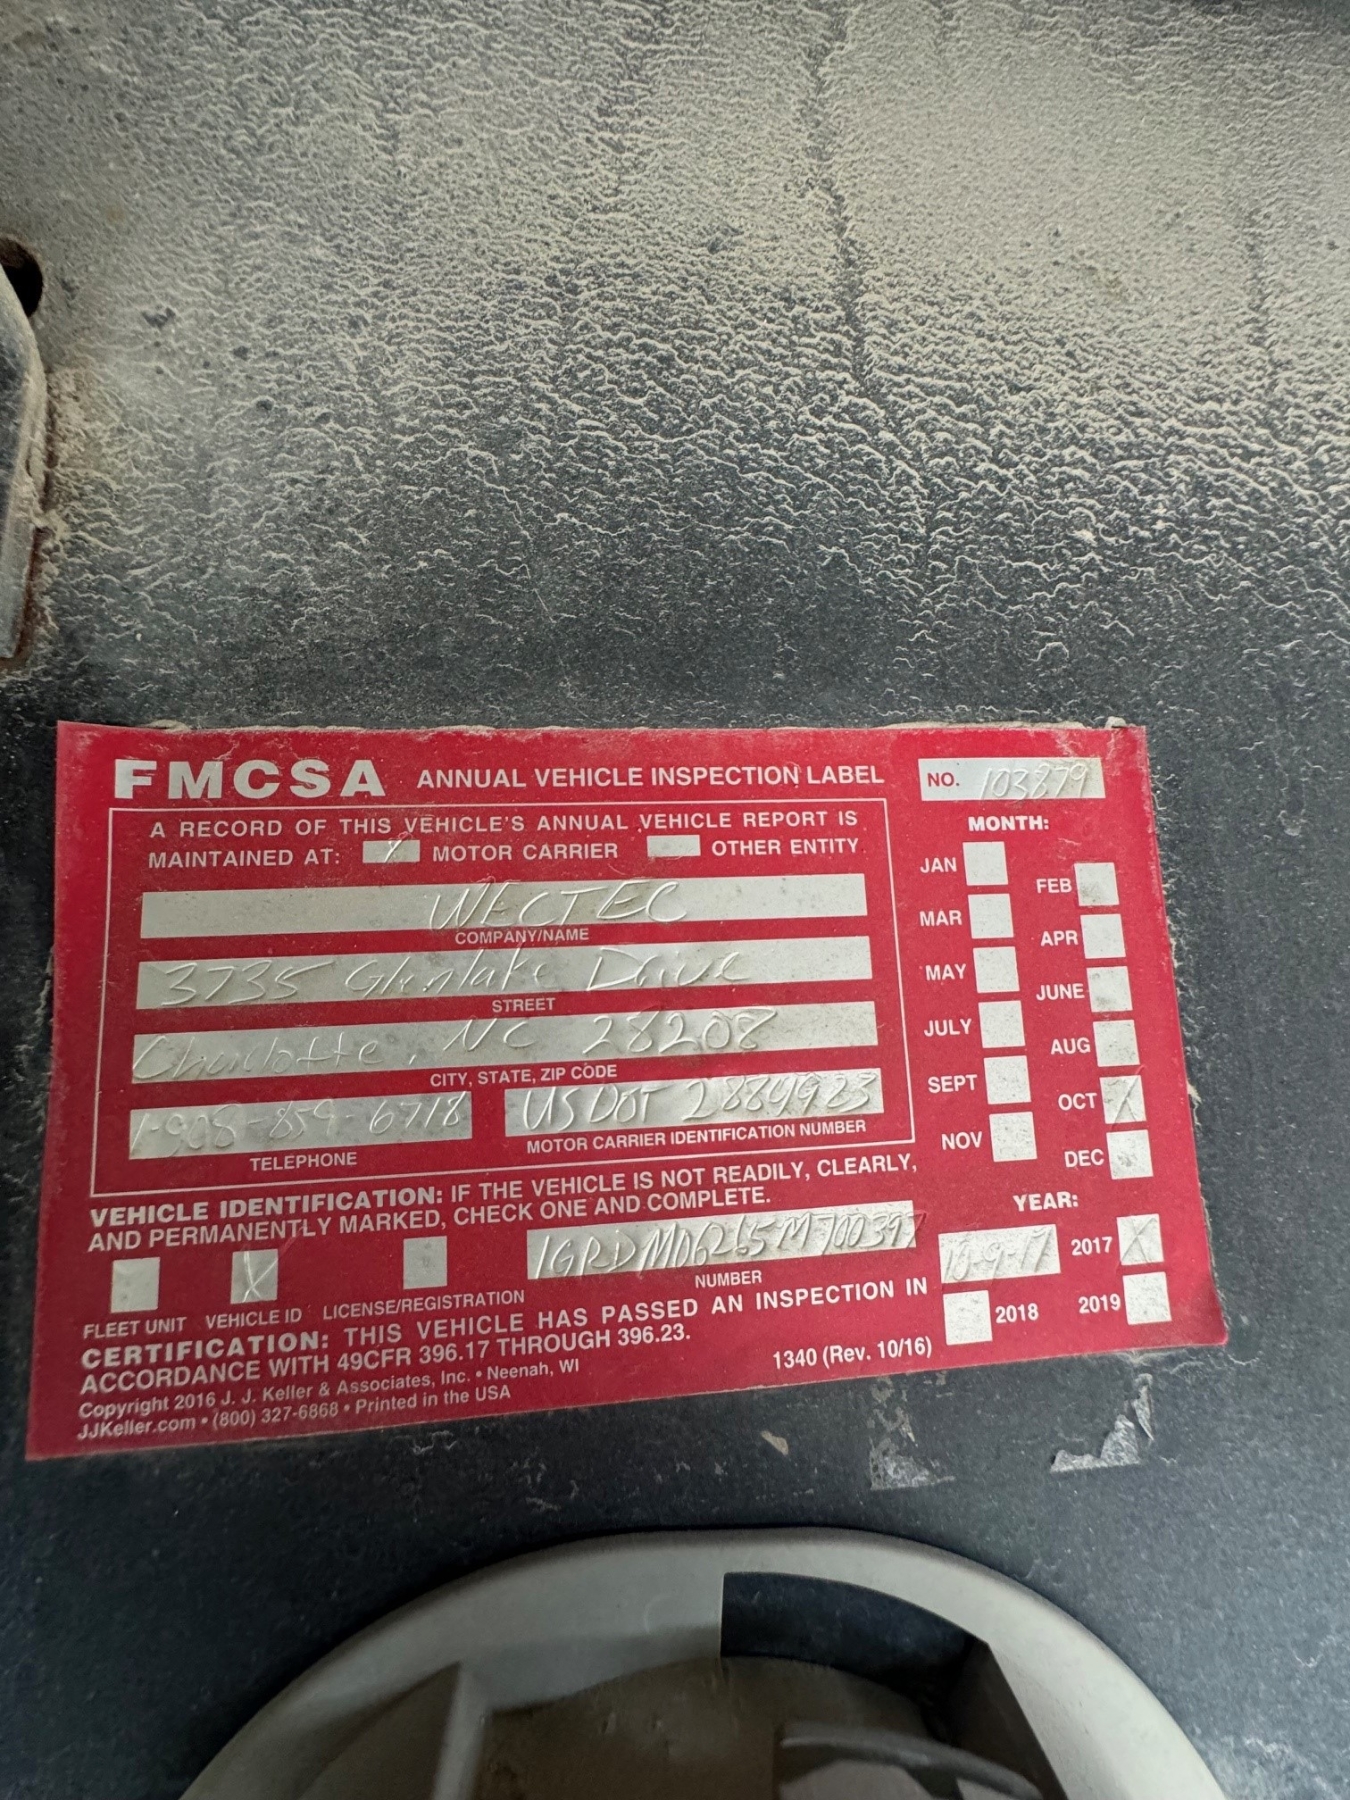 FMCSA ANNUAL VEHICLE INSPECTION LABEL
NO. 103879
A RECORD OF THIS VEHICLE'S ANNUAL VEHICLE REPORT IS
MAINTAINED AT: MOTOR CARRIER OTHER ENTITY
WECTEC
COMPANY/NAME
3735 Glenlake Drive
STREET
Charlotte, NC 28208
CITY, STATE, ZIP CODE
1-908-859-6718
TELEPHONE
US DOT 2884923
MOTOR CARRIER IDENTIFICATION NUMBER
VEHICLE IDENTIFICATION: IF THE VEHICLE IS NOT READILY, CLEARLY,
AND PERMANENTLY MARKED, CHECK ONE AND COMPLETE.
X
FLEET UNIT VEHICLE ID LICENSE/REGISTRATION
1GRDM06265M700397
NUMBER
CERTIFICATION: THIS VEHICLE HAS PASSED AN INSPECTION IN
ACCORDANCE WITH 49CFR 396.17 THROUGH 396.23.
Copyright 2016 J. J. Keller & Associates, Inc. • Neenah, WI
JJKeller.com • (800) 327-6868 • Printed in the USA
1340 (Rev. 10/16)
MONTH:
JAN
FEB
MAR
APR
MAY
JUNE
JULY
AUG
SEPT
OCT X
NOV
DEC
YEAR:
10-9-17
2017 X
2018
2019